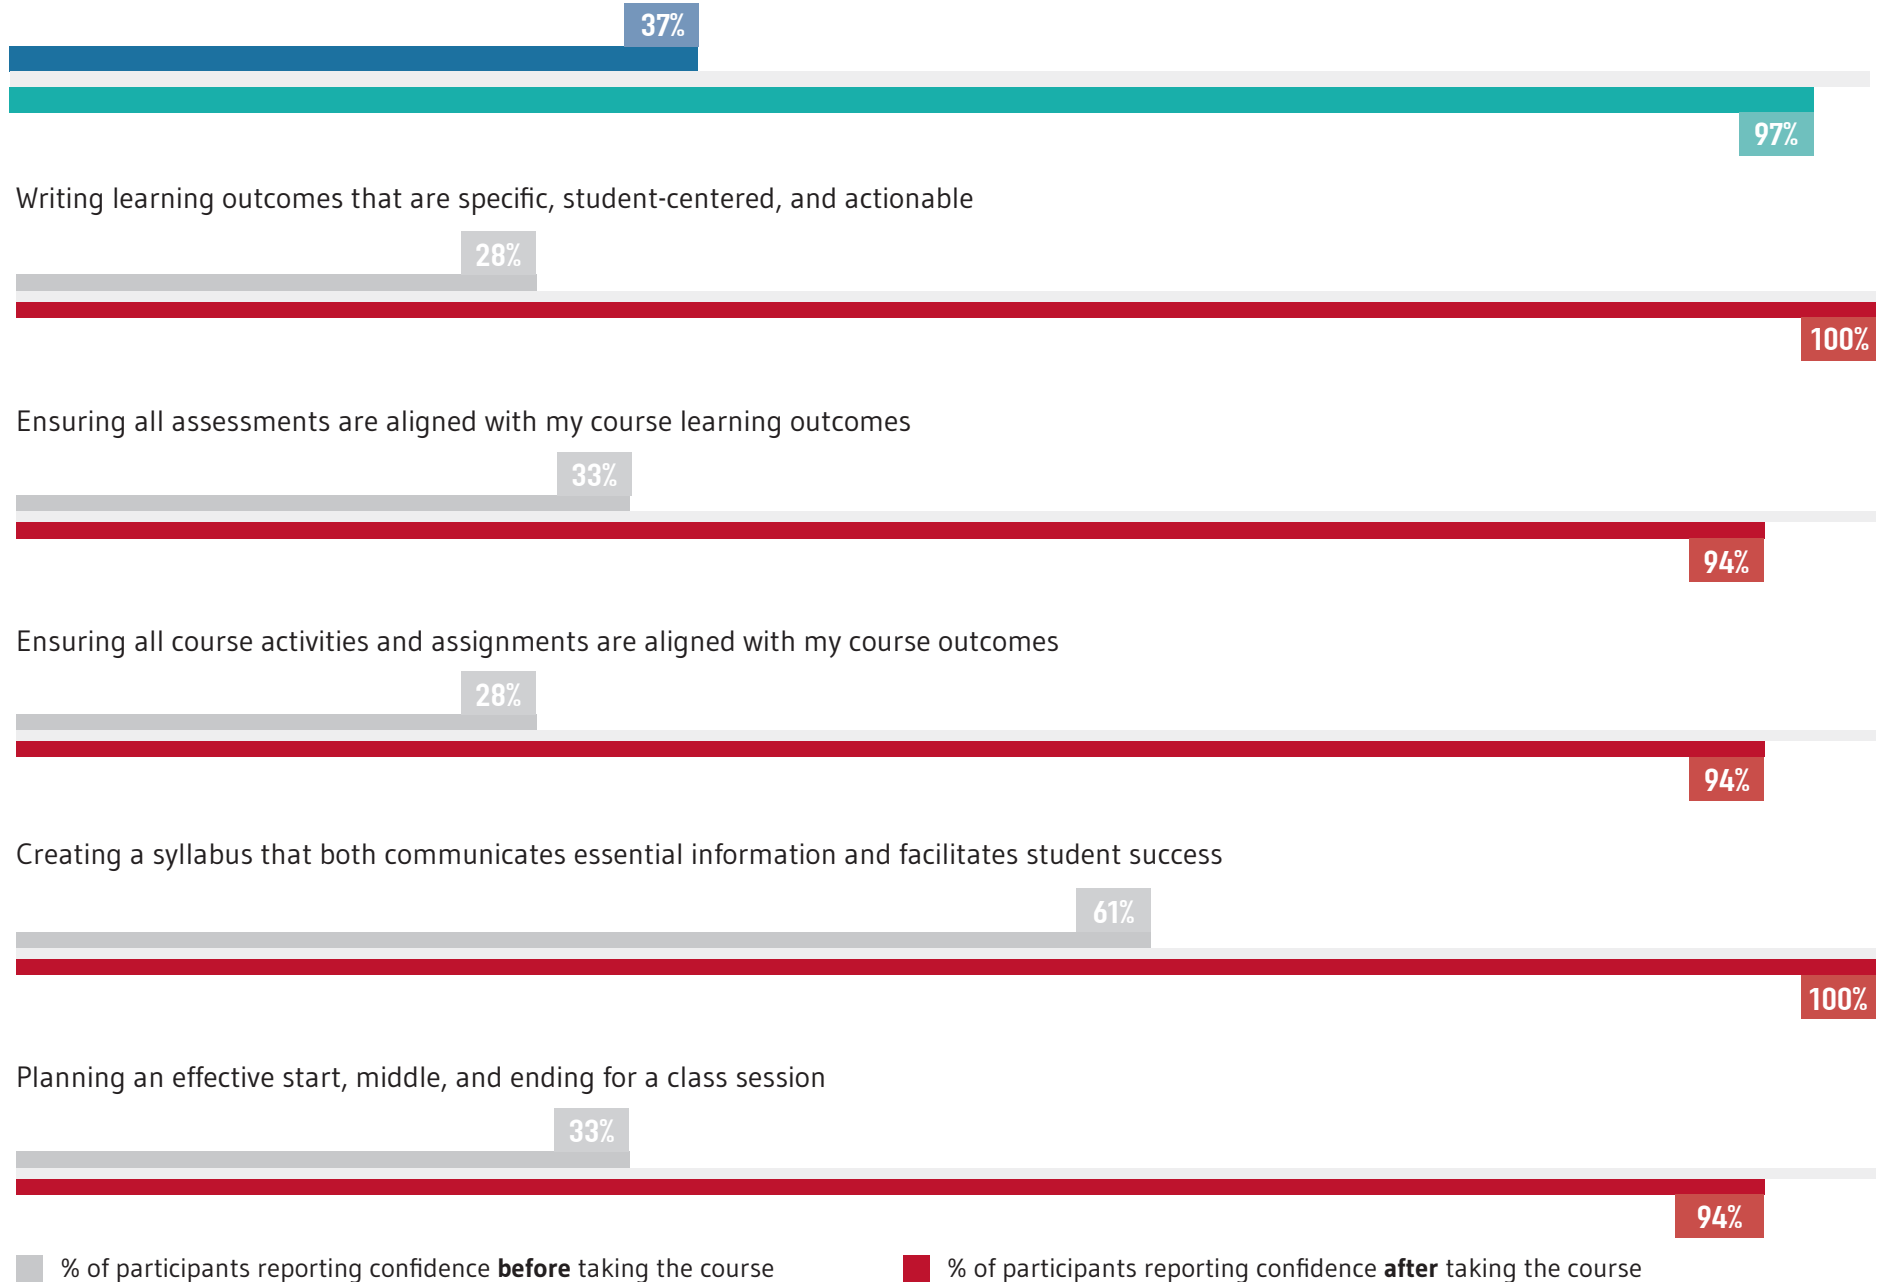 37%
97%
Writing learning outcomes that are specific, student-centered, and actionable
28%
100%
Ensuring all assessments are aligned with my course learning outcomes
33%
94%
Ensuring all course activities and assignments are aligned with my course outcomes
28%
94%
Creating a syllabus that both communicates essential information and facilitates student success
61%
100%
Planning an effective start, middle, and ending for a class session
33%
94%
% of participants reporting confidence before taking the course
% of participants reporting confidence after taking the course